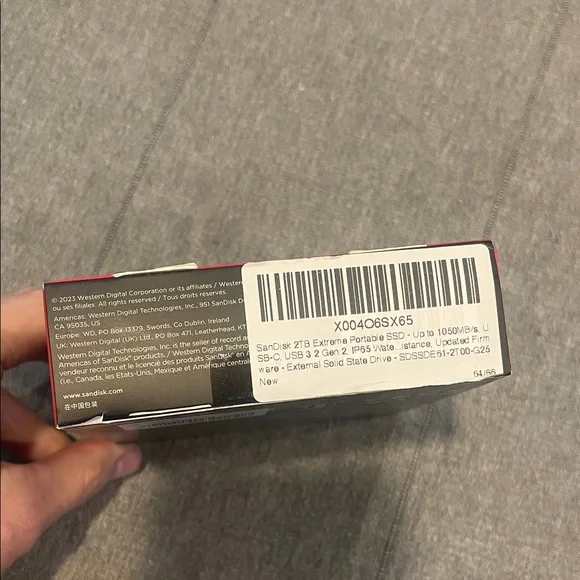 © 2023 Western Digital Corporation or its affiliates / Western
ou ses filiales. All rights reserved. / Tous droits réservés.
Americas: Western Digital Technologies, Inc., 951 SanDisk
CA 95035, US
Europe: WD, PO Box 13379, Swords, Co Dublin, Ireland
UK: Western Digital (UK) Ltd., PO Box 471, Leatherhead, KT
Western Digital Technologies, Inc. is the seller of record and
Americas of SanDisk® products. / Western Digital Technologies
vendeur reconnu et le licencié des produits SanDisk® en
(i.e., Canada, les États-Unis, Mexique et Amérique centrale
www.sandisk.com
在中国包装
X004O6SX65
SanDisk 2TB Extreme Portable SSD - Up to 1050MB/s, U
SB-C, USB 3.2 Gen 2, IP65 Wate istance, Updated Firm
ware - External Solid State Drive - SDSSDE61-2T00-G25
New
64/66